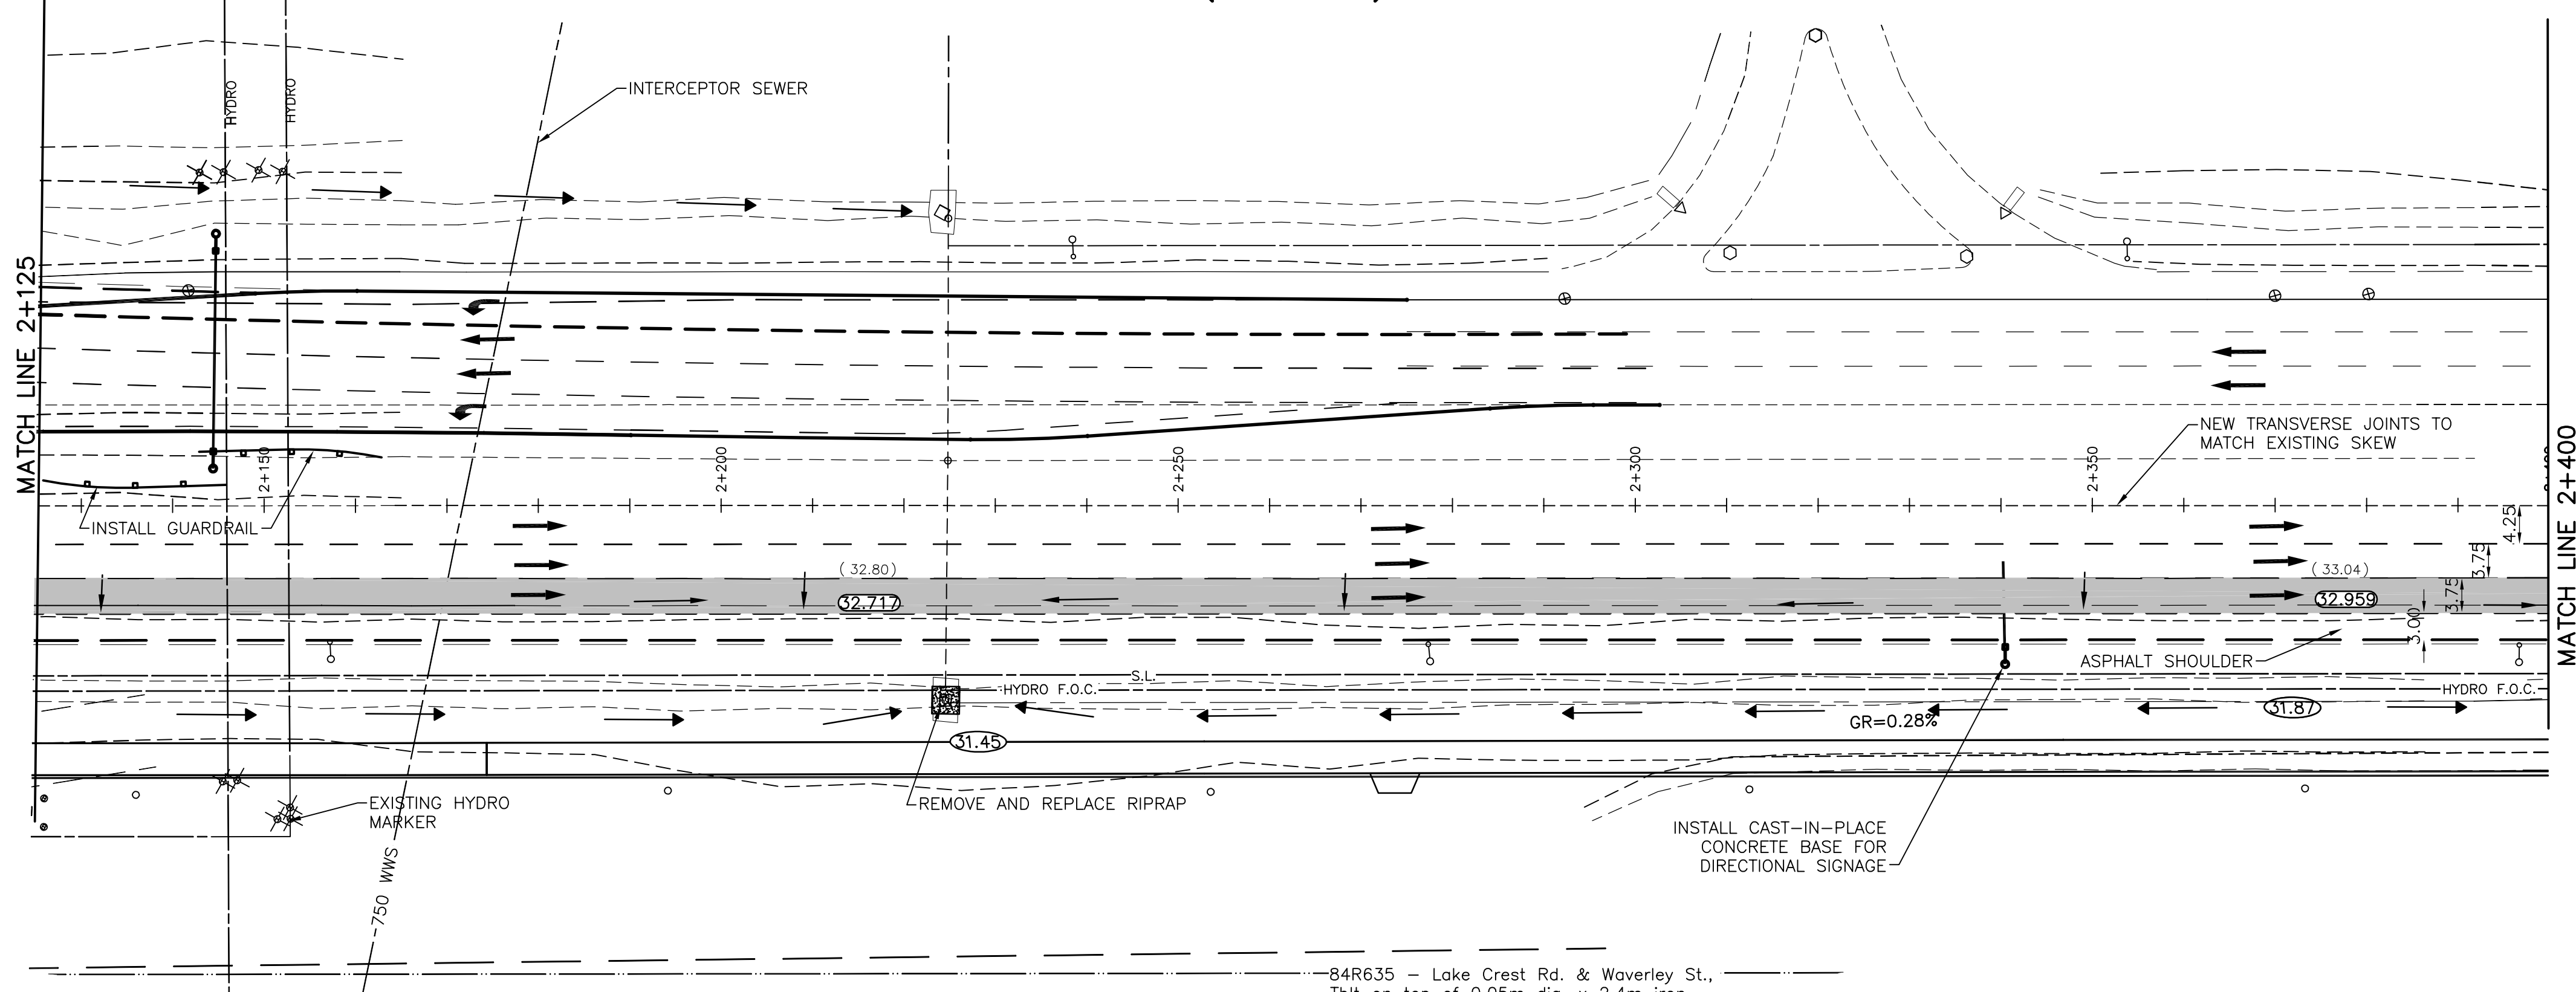 HYDRO
HYDRO
INTERCEPTOR SEWER
MATCH LINE 2+125
NEW TRANSVERSE JOINTS TO
MATCH EXISTING SKEW
2+150
2+200
2+250
2+300
2+350
MATCH LINE 2+400
INSTALL GUARDRAIL
4.25
3.75
3.75
3.00
( 32.80)
32.717
( 33.04)
32.959
ASPHALT SHOULDER
S.L.
HYDRO F.O.C.
HYDRO F.O.C.
31.87
GR=0.28%
31.45
EXISTING HYDRO
MARKER
REMOVE AND REPLACE RIPRAP
INSTALL CAST-IN-PLACE
CONCRETE BASE FOR
DIRECTIONAL SIGNAGE
750 WWS
84R635 - Lake Crest Rd. & Waverley St.,